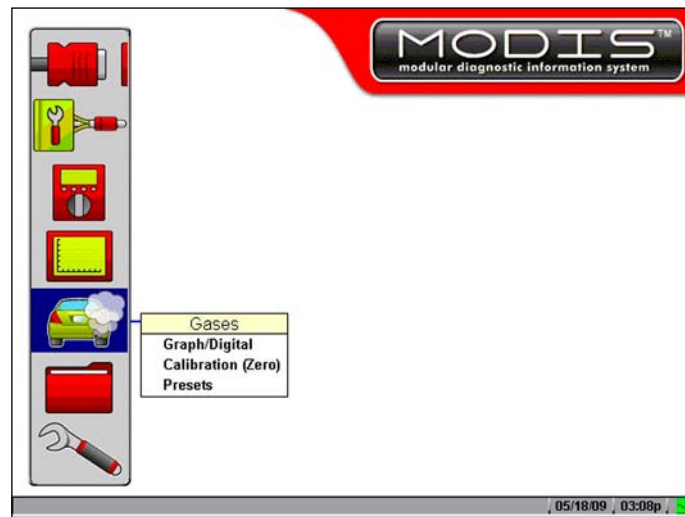 MODIS™
modular diagnostic information system
Gases
Graph/Digital
Calibration (Zero)
Presets
05/18/09 03:08p